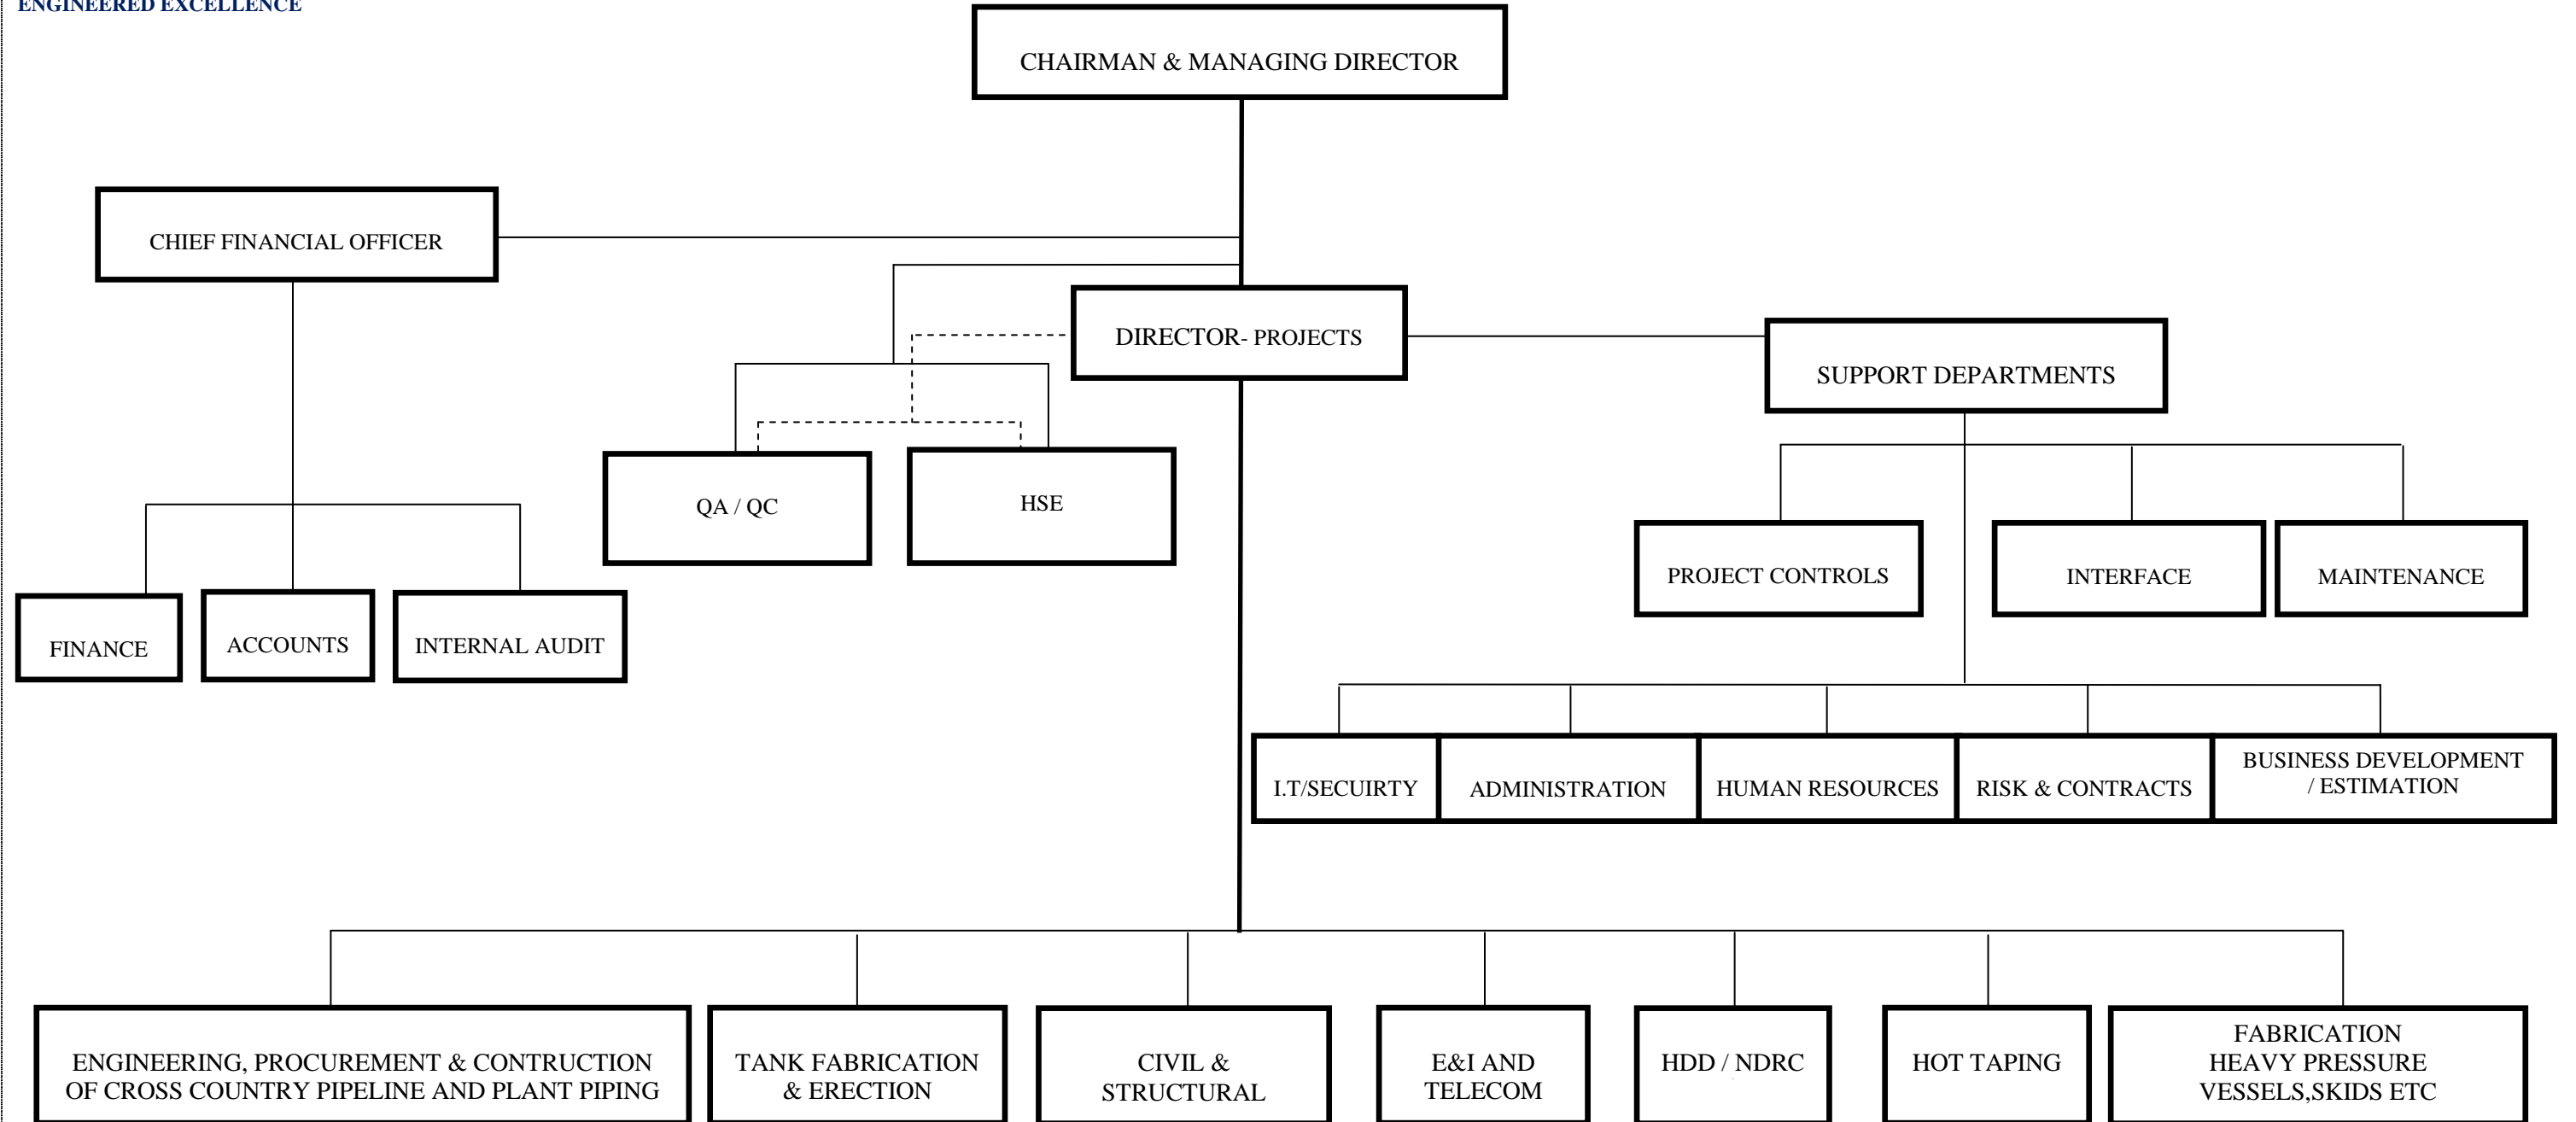 ENGINEERED EXCELLENCE
CHAIRMAN & MANAGING DIRECTOR
CHIEF FINANCIAL OFFICER
DIRECTOR- PROJECTS
SUPPORT DEPARTMENTS
QA / QC
HSE
PROJECT CONTROLS
INTERFACE
MAINTENANCE
FINANCE
ACCOUNTS
INTERNAL AUDIT
I.T/SECUIRTY
ADMINISTRATION
HUMAN RESOURCES
RISK & CONTRACTS
BUSINESS DEVELOPMENT
/ ESTIMATION
ENGINEERING, PROCUREMENT & CONTRUCTION
OF CROSS COUNTRY PIPELINE AND PLANT PIPING
TANK FABRICATION
& ERECTION
CIVIL &
STRUCTURAL
E&I AND
TELECOM
HDD / NDRC
HOT TAPING
FABRICATION
HEAVY PRESSURE
VESSELS,SKIDS ETC